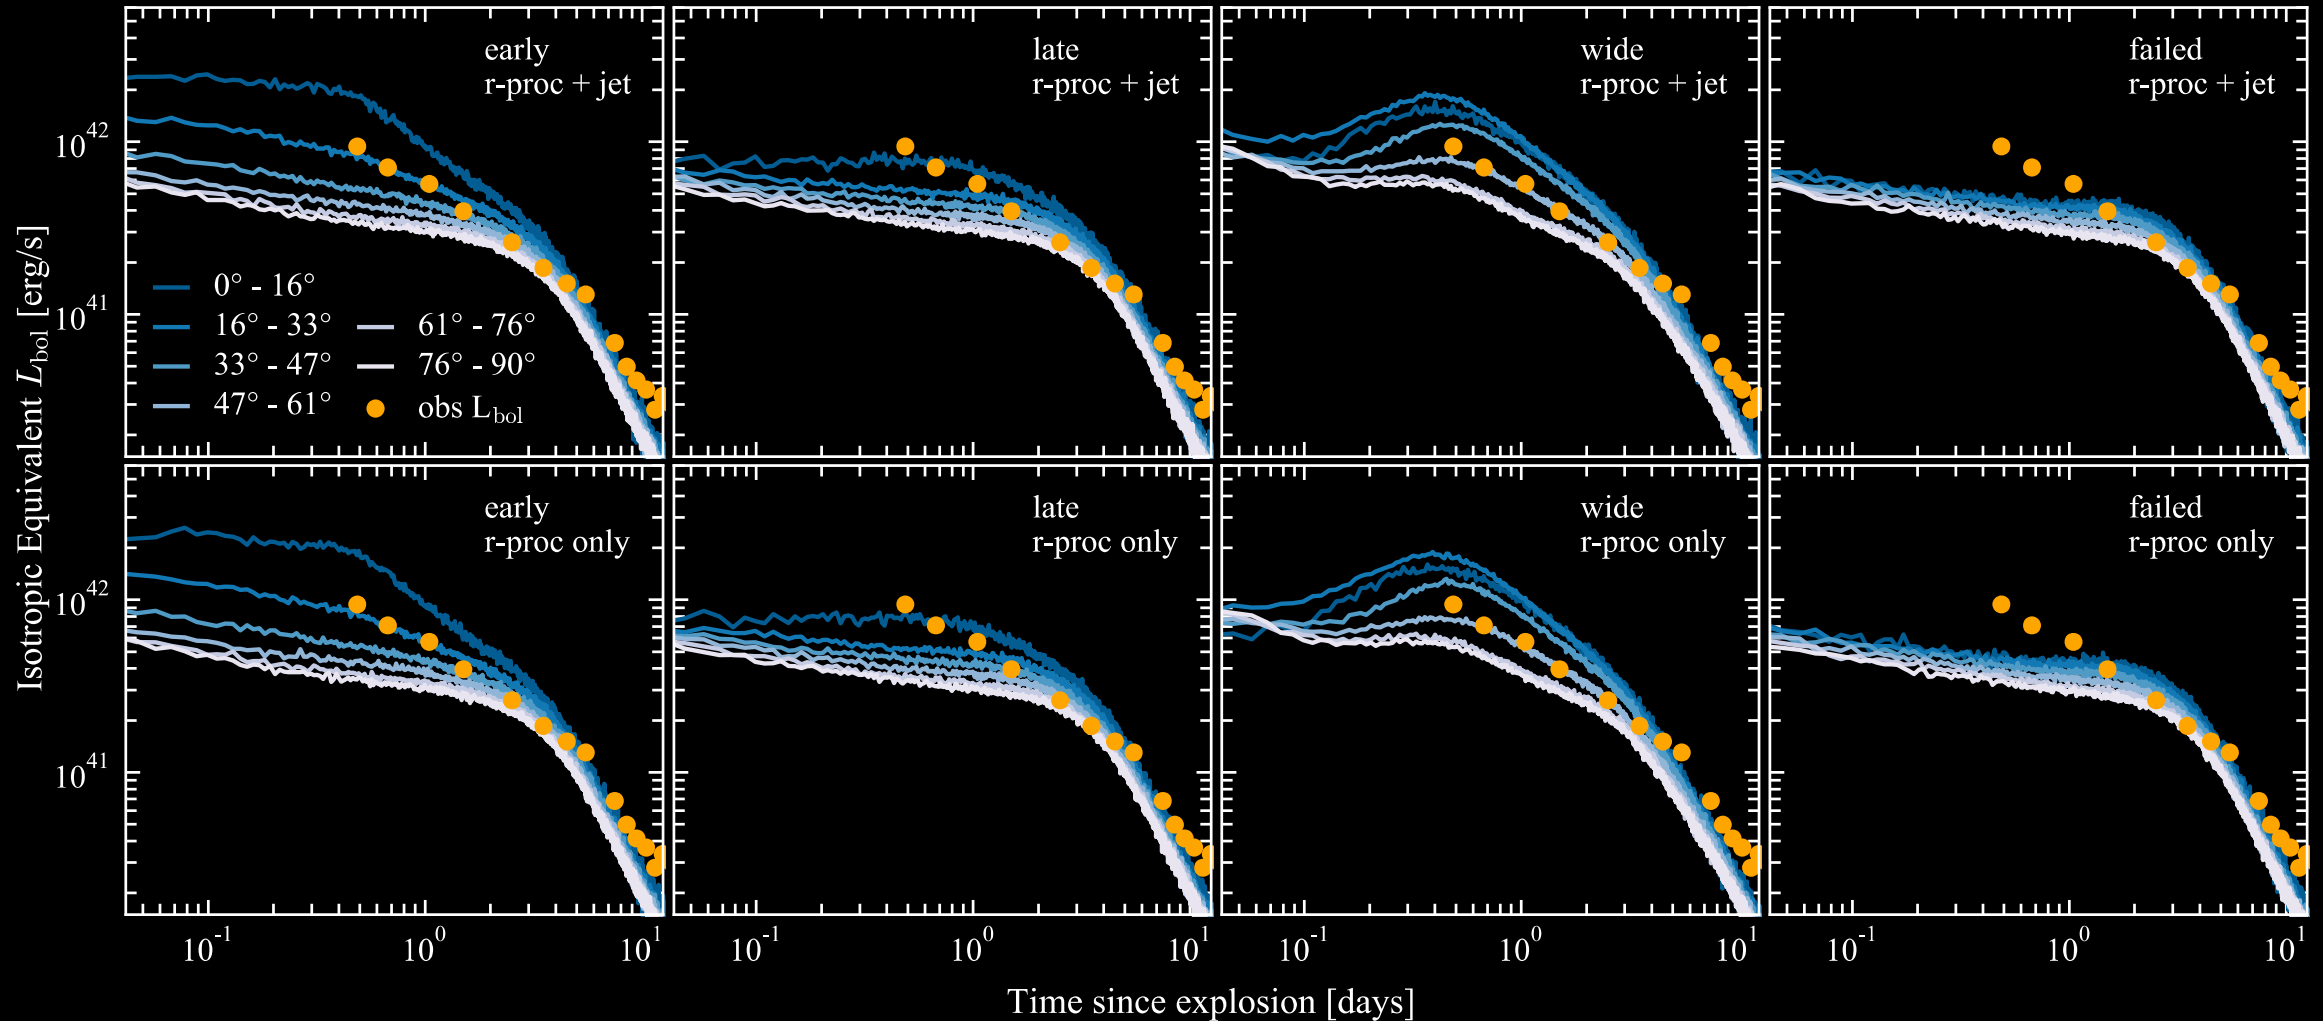 early
r-proc + jet
late
r-proc + jet
wide
r-proc + jet
failed
r-proc + jet
10^42
10^41
0° - 16°
16° - 33°
33° - 47°
47° - 61°
61° - 76°
76° - 90°
obs L_bol
Isotropic Equivalent L_bol [erg/s]
early
r-proc only
late
r-proc only
wide
r-proc only
failed
r-proc only
10^42
10^41
10^-1 10^0 10^1
10^-1 10^0 10^1
10^-1 10^0 10^1
10^-1 10^0 10^1
Time since explosion [days]